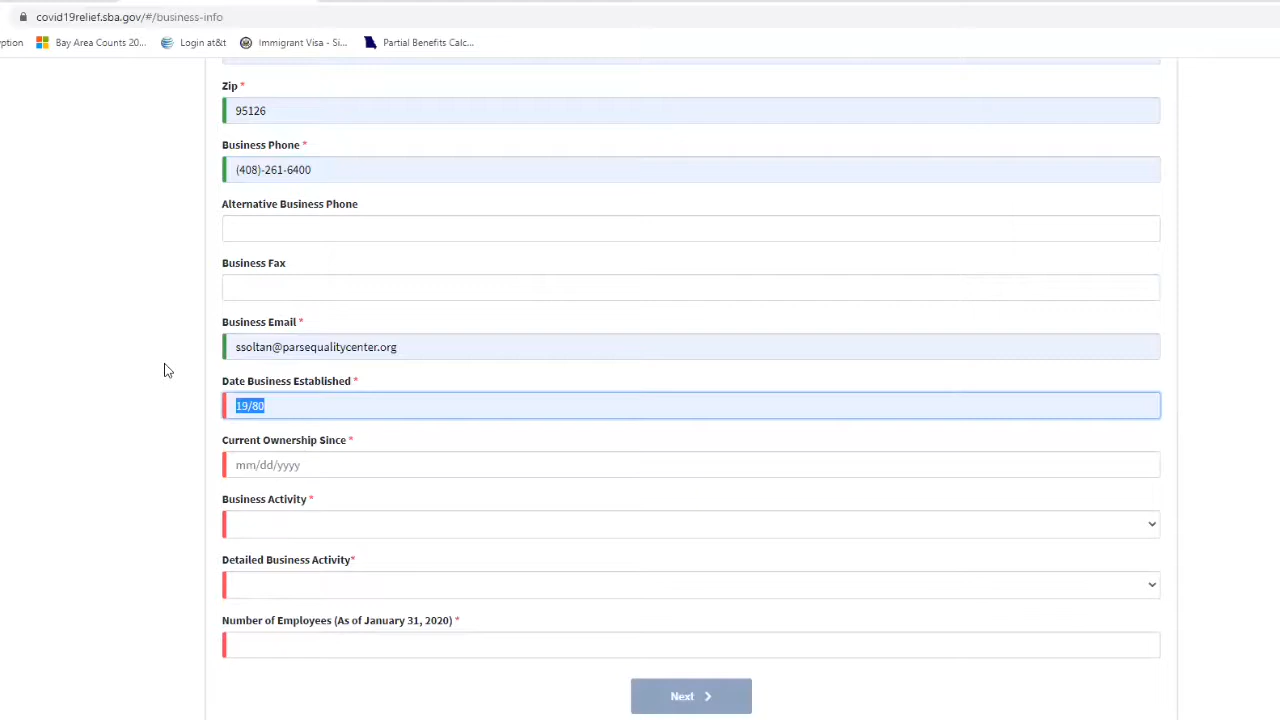 covid19relief.sba.gov/#/business-info
ption Bay Area Counts 20... Login at&t Immigrant Visa - Si... Partial Benefits Calc...
Zip *
95126
Business Phone *
(408)-261-6400
Alternative Business Phone
Business Fax
Business Email *
ssoltan@parsequalitycenter.org
Date Business Established *
19/80
Current Ownership Since *
mm/dd/yyyy
Business Activity *
Detailed Business Activity*
Number of Employees (As of January 31, 2020) *
Next